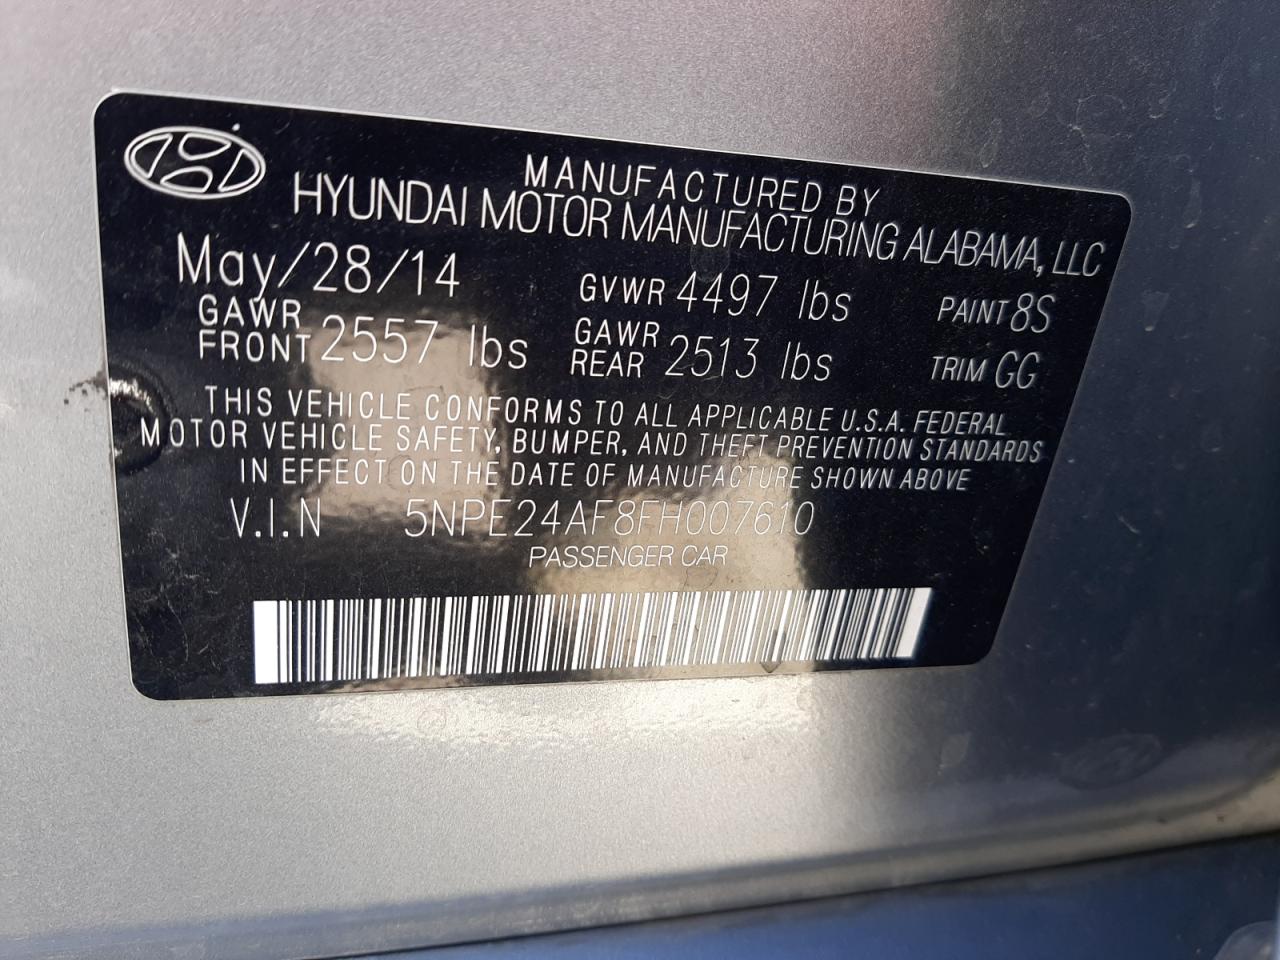 MANUFACTURED BY
HYUNDAI MOTOR MANUFACTURING ALABAMA, LLC
May/28/14 GVWR 4497 lbs PAINT 8S
GAWR FRONT 2557 lbs GAWR REAR 2513 lbs TRIM GG
THIS VEHICLE CONFORMS TO ALL APPLICABLE U.S.A. FEDERAL
MOTOR VEHICLE SAFETY, BUMPER, AND THEFT PREVENTION STANDARDS
IN EFFECT ON THE DATE OF MANUFACTURE SHOWN ABOVE
V.I.N 5NPE24AF8FH007610
PASSENGER CAR